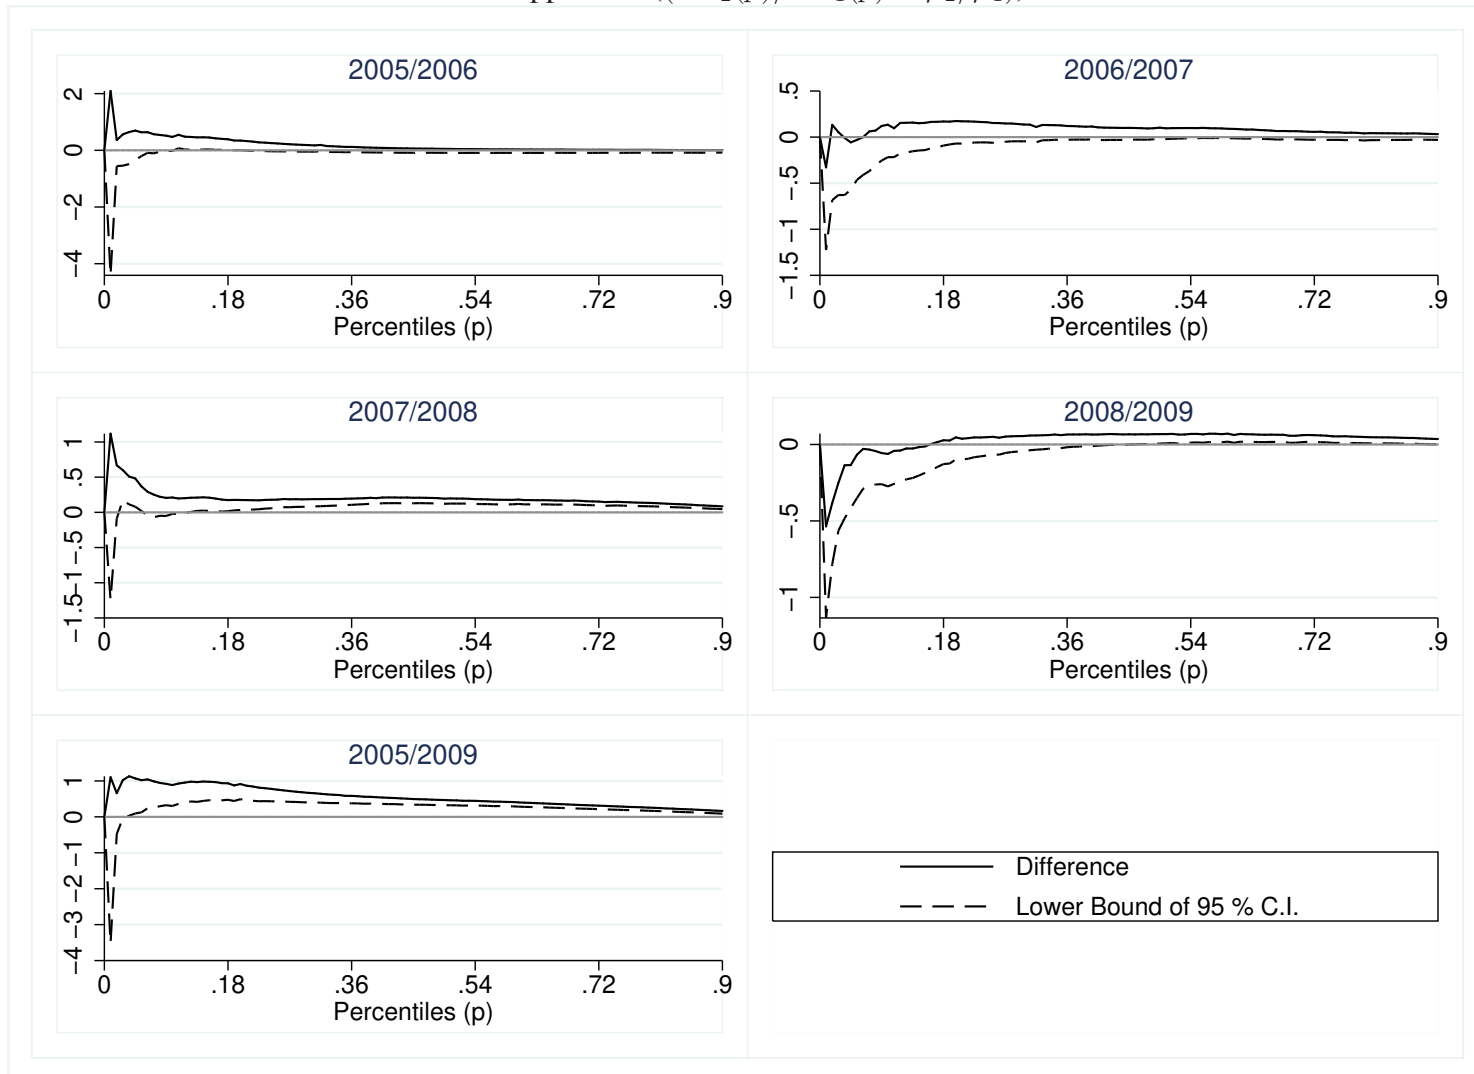 2005/2006
2
0
−2
−4
0 .18 .36 .54 .72 .9
Percentiles (p)
2006/2007
.5
0
−.5
−1
−1.5
0 .18 .36 .54 .72 .9
Percentiles (p)
2007/2008
1
.5
0
−.5
−1
−1.5
0 .18 .36 .54 .72 .9
Percentiles (p)
2008/2009
0
−.5
−1
0 .18 .36 .54 .72 .9
Percentiles (p)
2005/2009
1
0
−1
−2
−3
−4
0 .18 .36 .54 .72 .9
Percentiles (p)
Difference
Lower Bound of 95 % C.I.